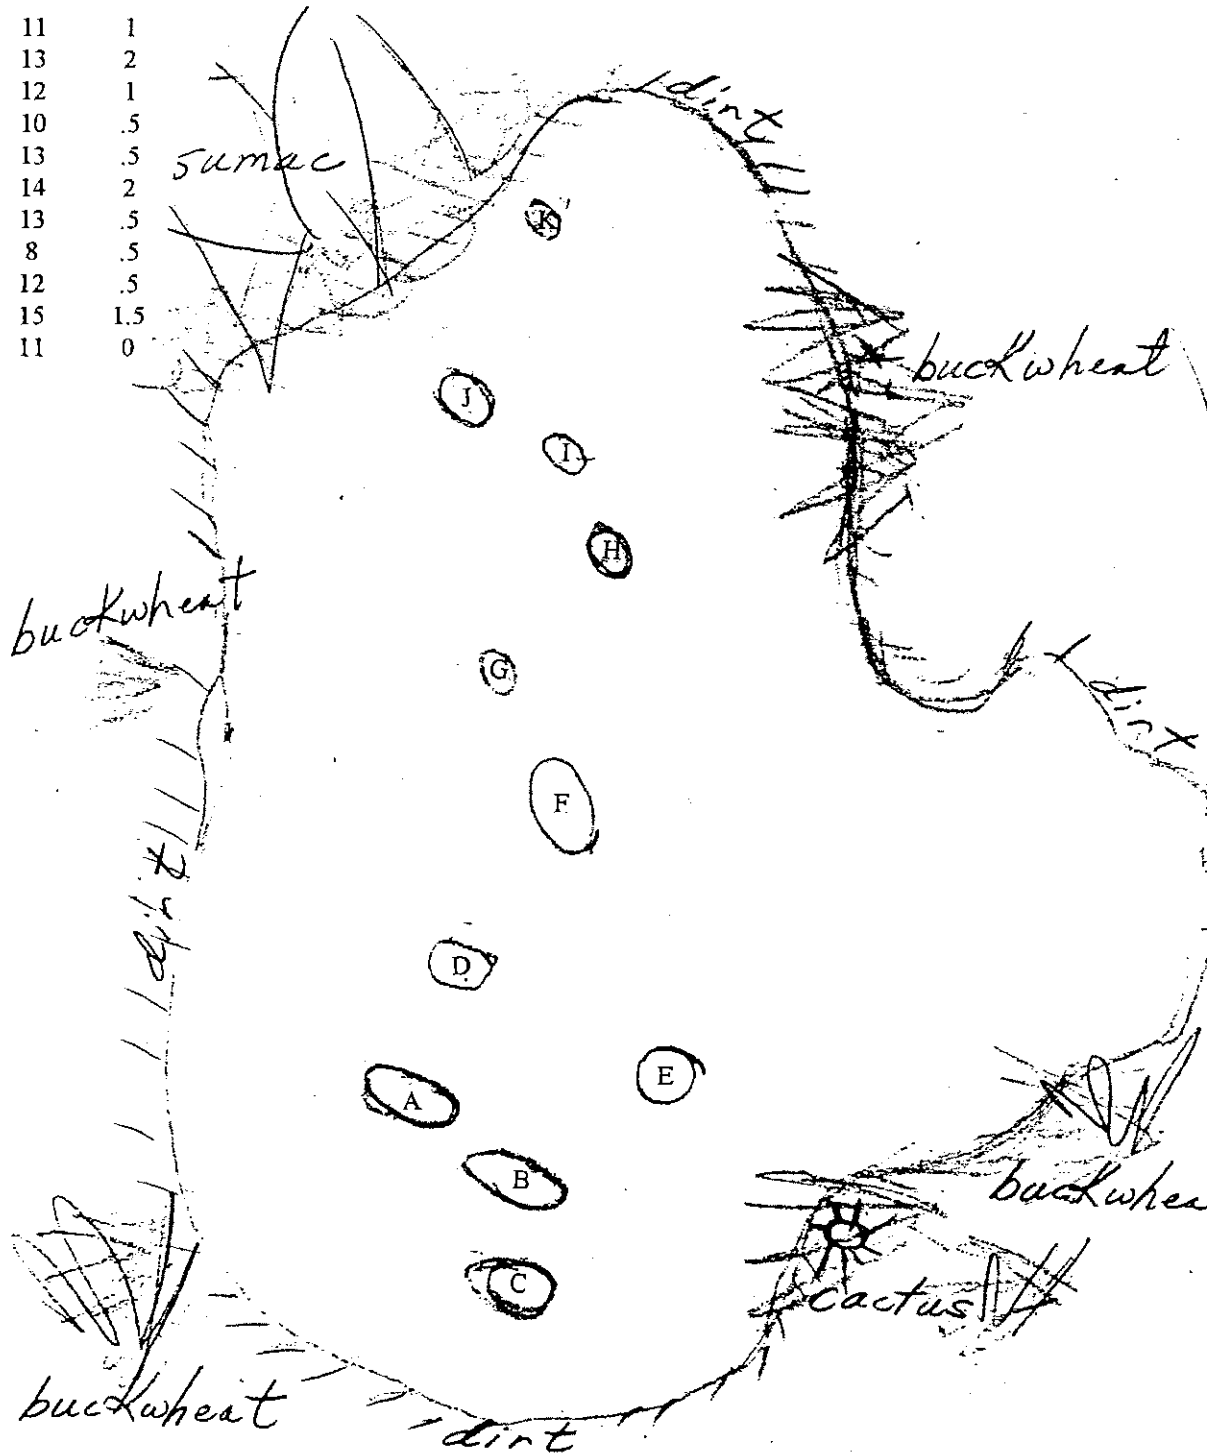 11 1
13 2
12 1
10 .5
13 .5
14 2
13 .5
8 .5
12 .5
15 1.5
11 0
dirt
sumac
K
buckwheat
J
I
H
buckwheat
G
dirt
F
dirt
D
E
A
B
buckwhea
C
cactus
buckwheat
dirt